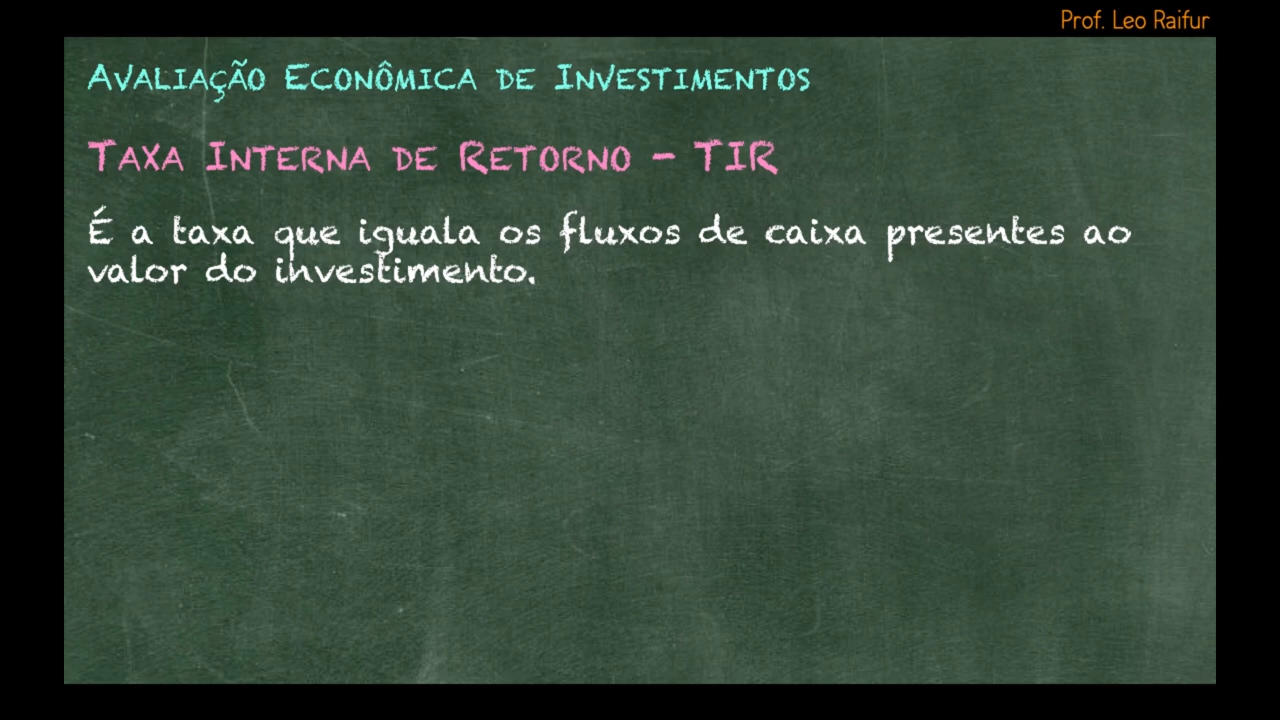 Prof. Leo Raifur
Avaliação Econômica de Investimentos
Taxa Interna de Retorno - TIR
É a taxa que iguala os fluxos de caixa presentes ao
valor do investimento.